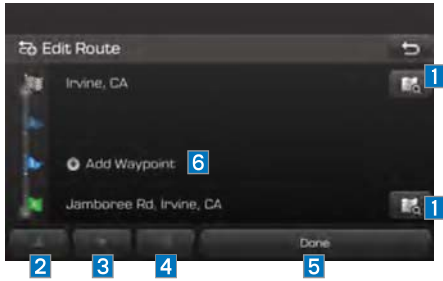 Edit Route
Irvine, CA
1
Add Waypoint 6
Jamboree Rd, Irvine, CA
1
Done
2 3 4 5